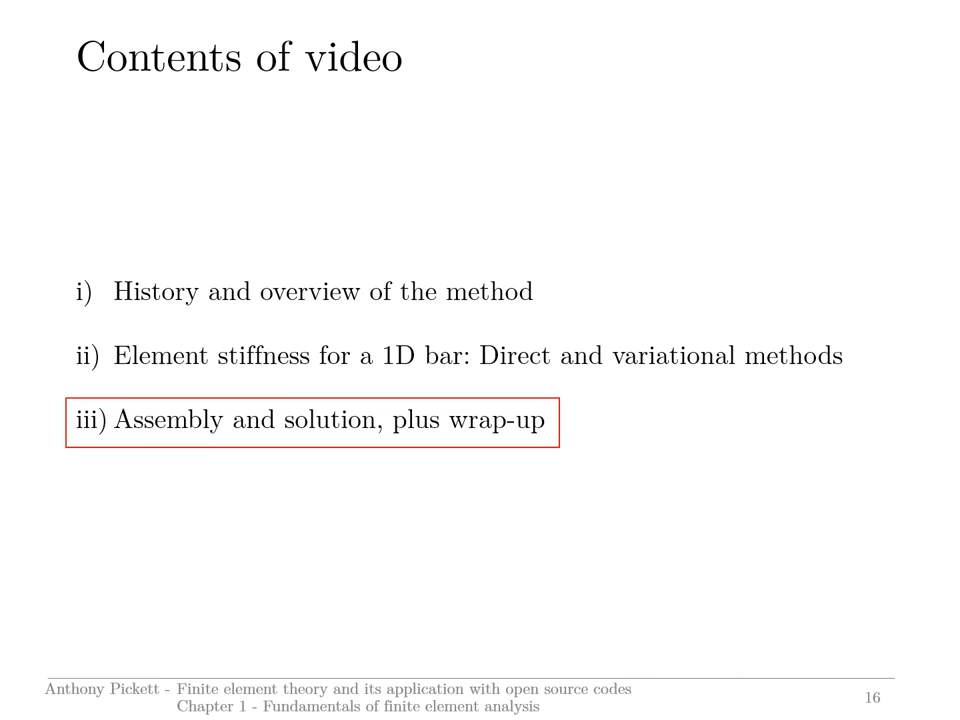 Contents of video
i) History and overview of the method
ii) Element stiffness for a 1D bar: Direct and variational methods
iii) Assembly and solution, plus wrap-up
Anthony Pickett - Finite element theory and its application with open source codes
Chapter 1 - Fundamentals of finite element analysis
16